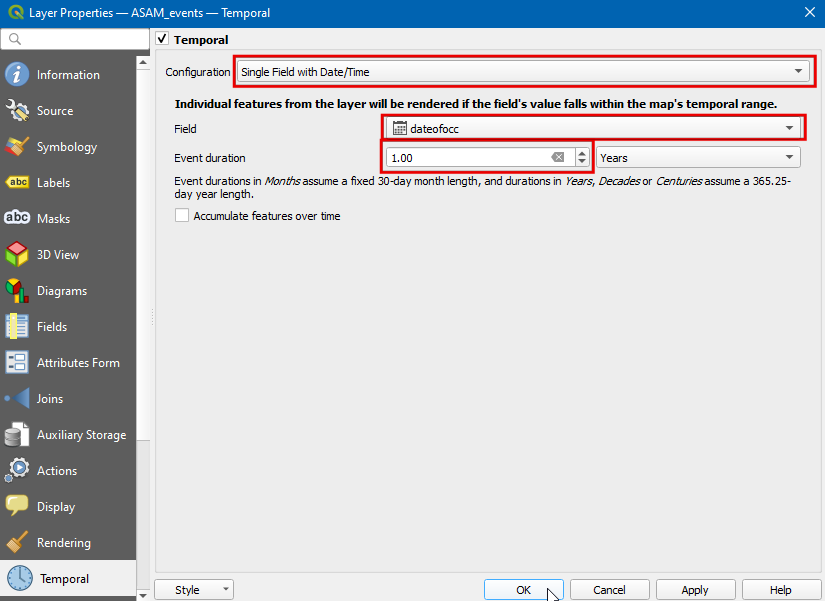 Layer Properties — ASAM_events — Temporal
Information
Source
Symbology
abc Labels
abc Masks
3D View
Diagrams
Fields
Attributes Form
Joins
Auxiliary Storage
Actions
Display
Rendering
Temporal
Temporal
Configuration Single Field with Date/Time
Individual features from the layer will be rendered if the field's value falls within the map's temporal range.
Field dateofocc
Event duration 1.00 Years
Event durations in Months assume a fixed 30-day month length, and durations in Years, Decades or Centuries assume a 365.25-
day year length.
Accumulate features over time
Style OK Cancel Apply Help